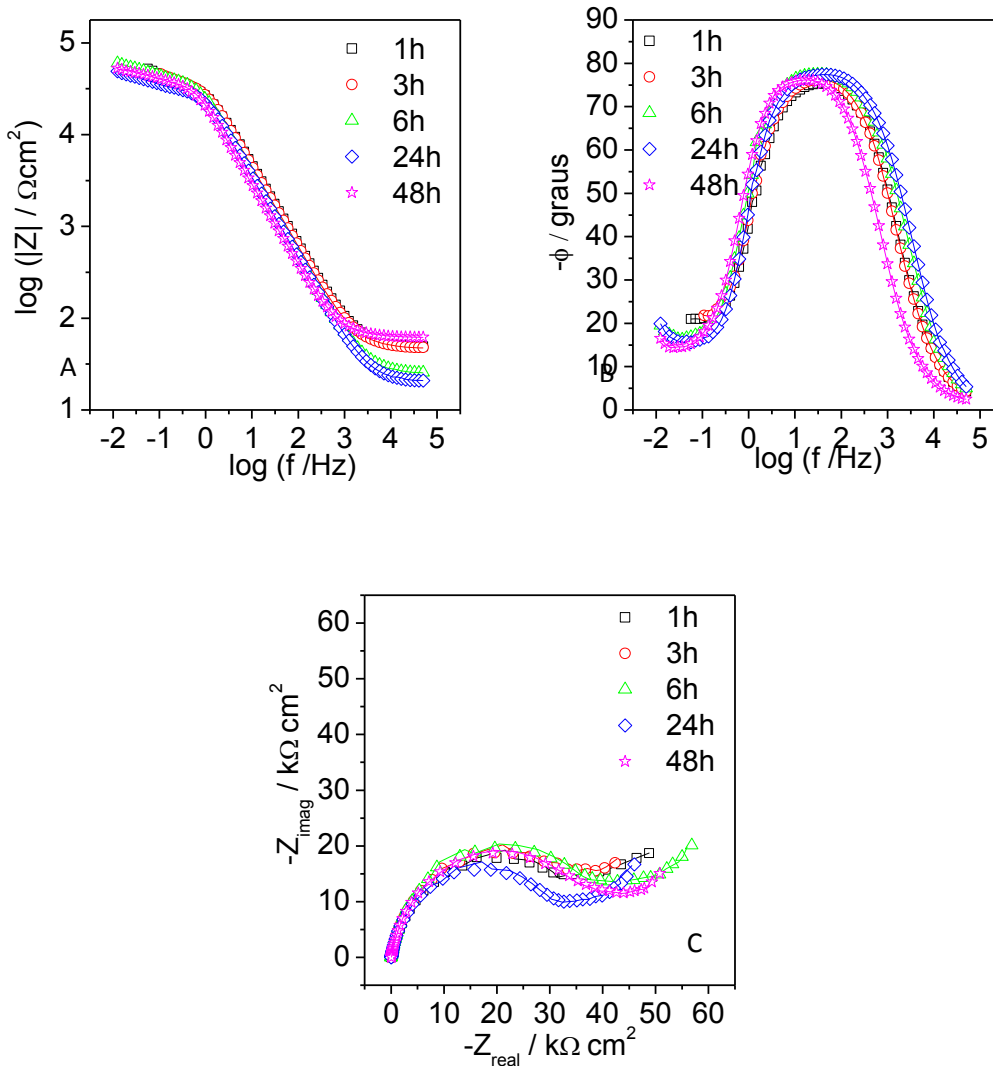 5
4
3
2
1
-2 -1 0 1 2 3 4 5
log (|Z| / Ωcm²)
log (f /Hz)
1h
3h
6h
24h
48h
A
90
80
70
60
50
40
30
20
10
0
-2 -1 0 1 2 3 4 5
-ϕ / graus
log (f /Hz)
1h
3h
6h
24h
48h
B
60
50
40
30
20
10
0
0 10 20 30 40 50 60
-Z_imag / kΩ cm²
-Z_real / kΩ cm²
1h
3h
6h
24h
48h
C